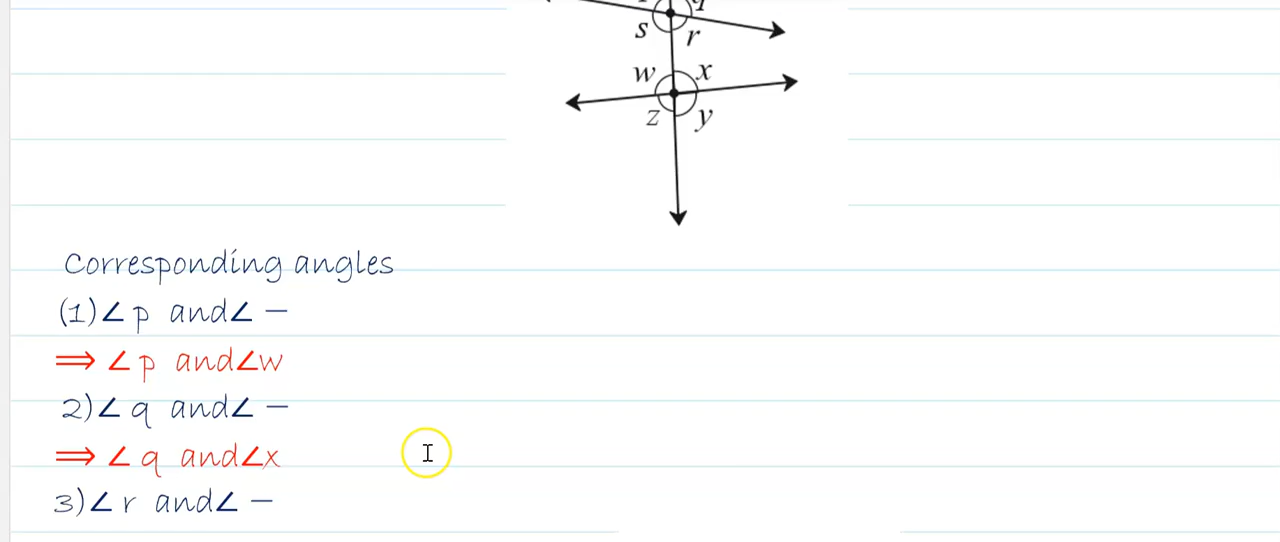 q
s r
w x
z y
Corresponding angles
(1)∠p and∠ –
⟹ ∠p and∠w
2)∠q and∠ –
⟹ ∠q and∠x
3)∠r and∠ –